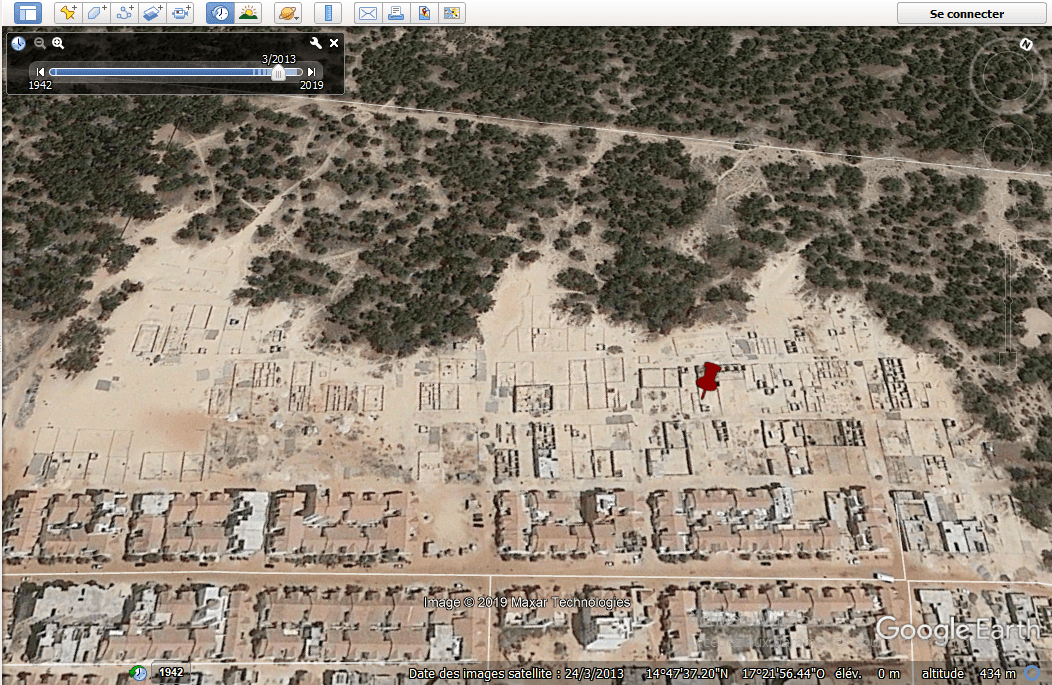 Se connecter
3/2013
1942
2019
N
Image © 2019 Maxar Technologies
Google Earth
1942
Date des images satellite : 24/3/2013 14°47'37.20"N 17°21'56.44"O élév. 0 m altitude 434 m